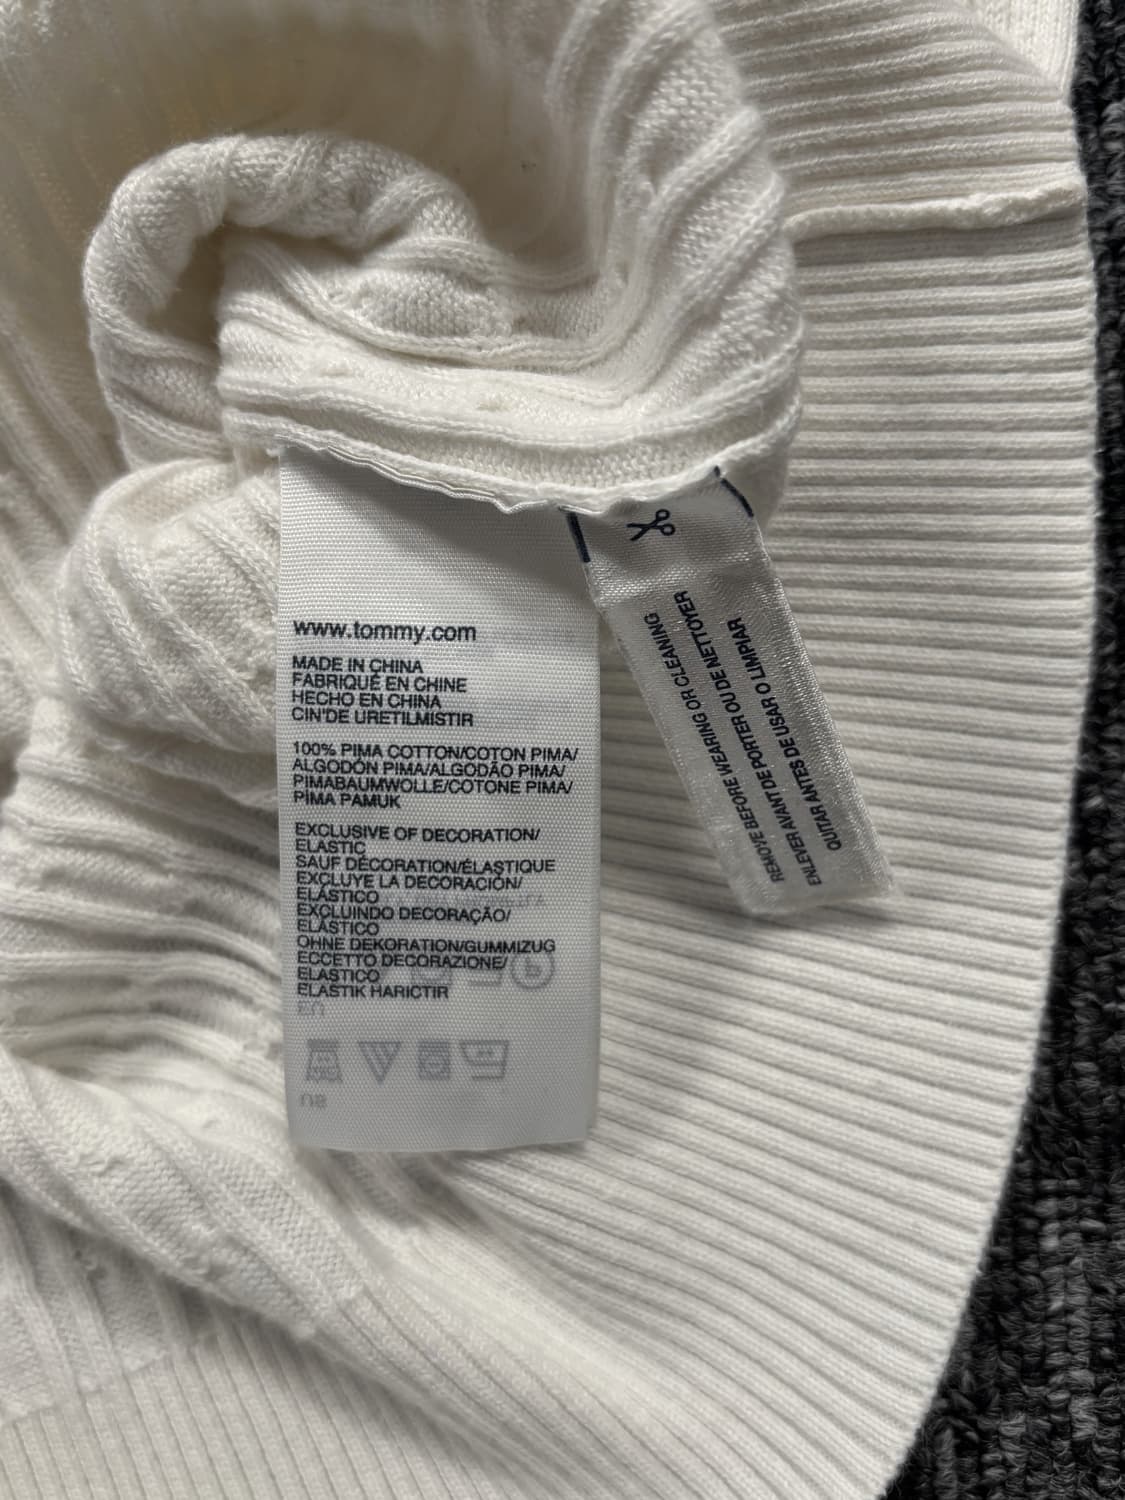 www.tommy.com
MADE IN CHINA
FABRIQUÉ EN CHINE
HECHO EN CHINA
CIN'DE URETILMISTIR
100% PIMA COTTON/COTON PIMA/
ALGODÓN PIMA/ALGODÃO PIMA/
PIMABAUMWOLLE/COTONE PIMA/
PIMA PAMUK
EXCLUSIVE OF DECORATION/
ELASTIC
SAUF DÉCORATION/ÉLASTIQUE
EXCLUYE LA DECORACIÓN/
ELÁSTICO
EXCLUINDO DECORAÇÃO/
ELÁSTICO
OHNE DEKORATION/GUMMIZUG
ECCETTO DECORAZIONE/
ELASTICO
ELASTIK HARICTIR
REMOVE BEFORE WEARING OR CLEANING
ENLEVER AVANT DE PORTER OU DE NETTOYER
QUITAR ANTES DE USAR O LIMPIAR